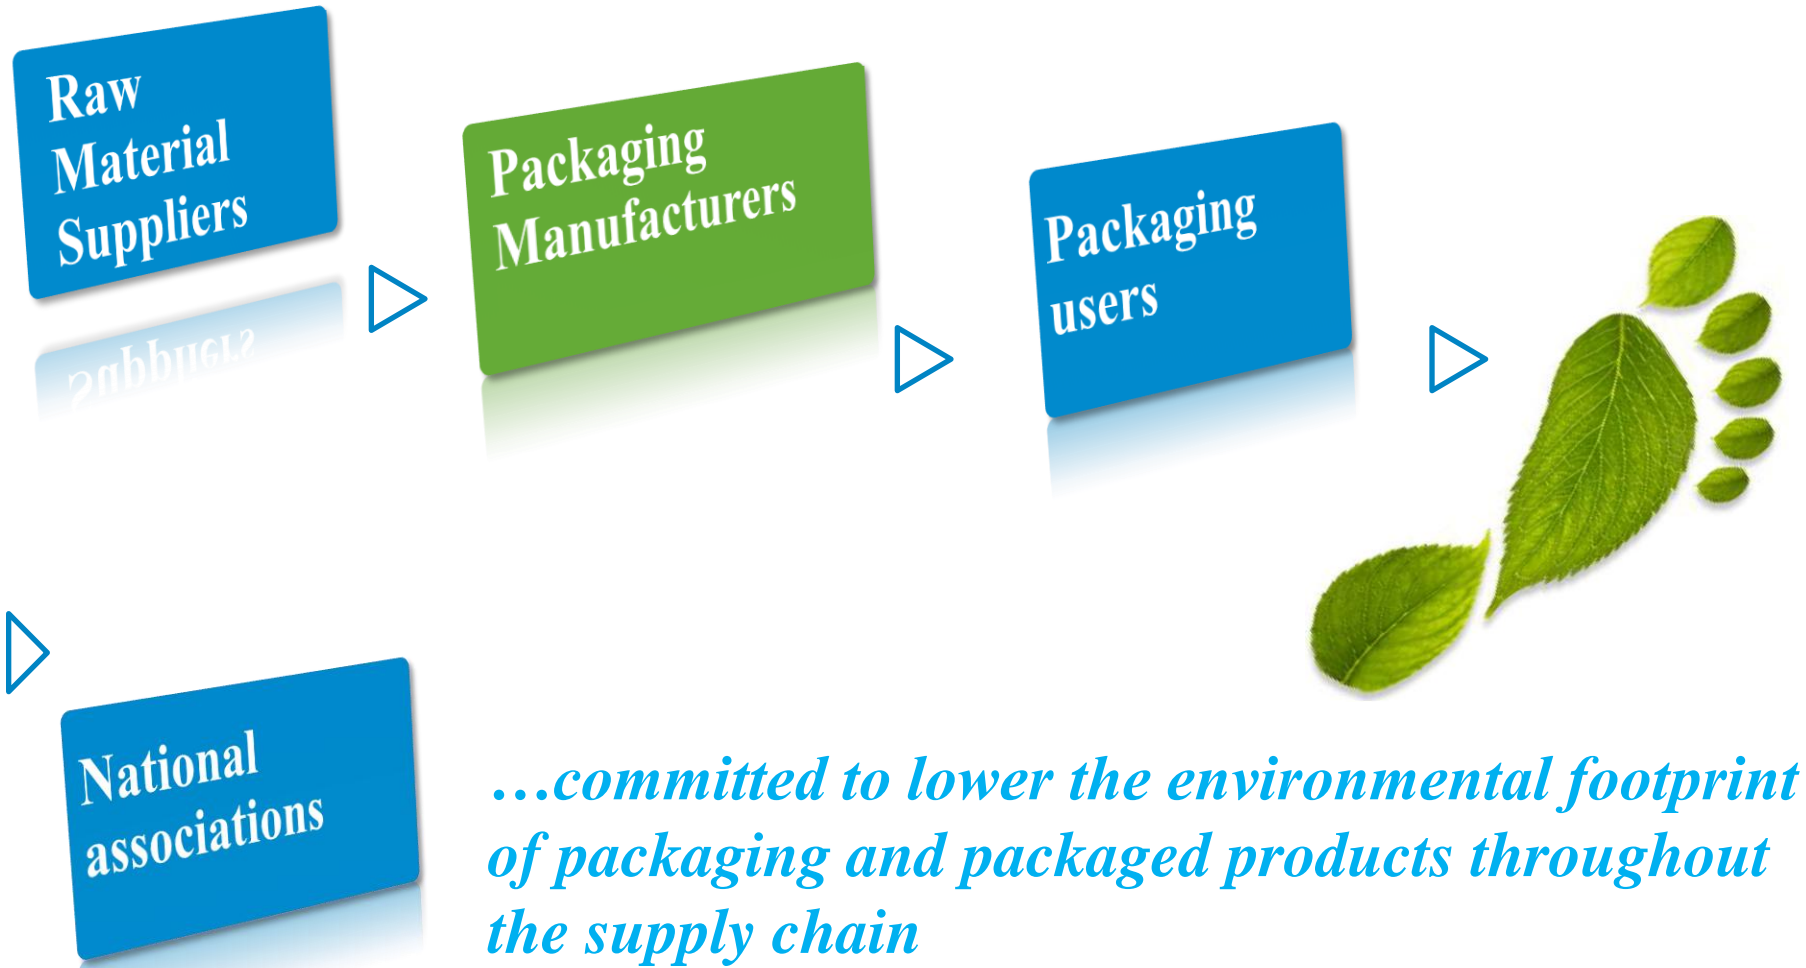 Raw
Material
Suppliers
Packaging
Manufacturers
Packaging
users
National
associations
…committed to lower the environmental footprint
of packaging and packaged products throughout
the supply chain